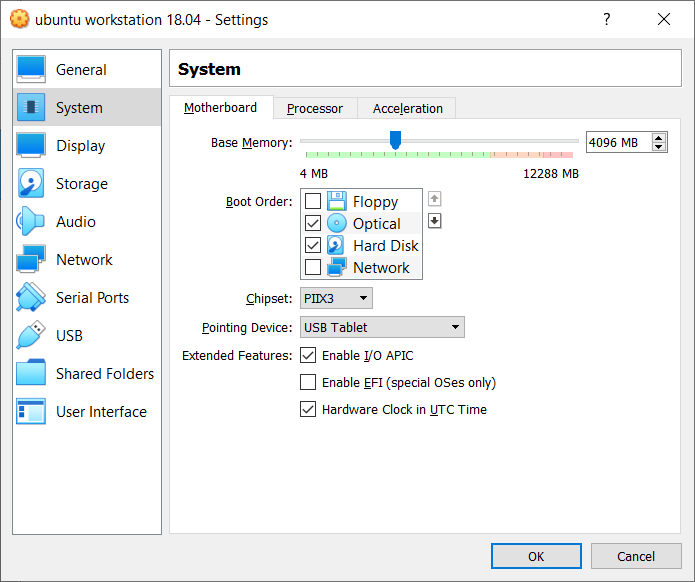 ubuntu workstation 18.04 - Settings
?
General
System
Display
Storage
Audio
Network
Serial Ports
USB
Shared Folders
User Interface
System
Motherboard
Processor
Acceleration
Base Memory:
4096 MB
4 MB
12288 MB
Boot Order:
Floppy
Optical
Hard Disk
Network
Chipset:
PIIX3
Pointing Device:
USB Tablet
Extended Features:
Enable I/O APIC
Enable EFI (special OSes only)
Hardware Clock in UTC Time
OK
Cancel